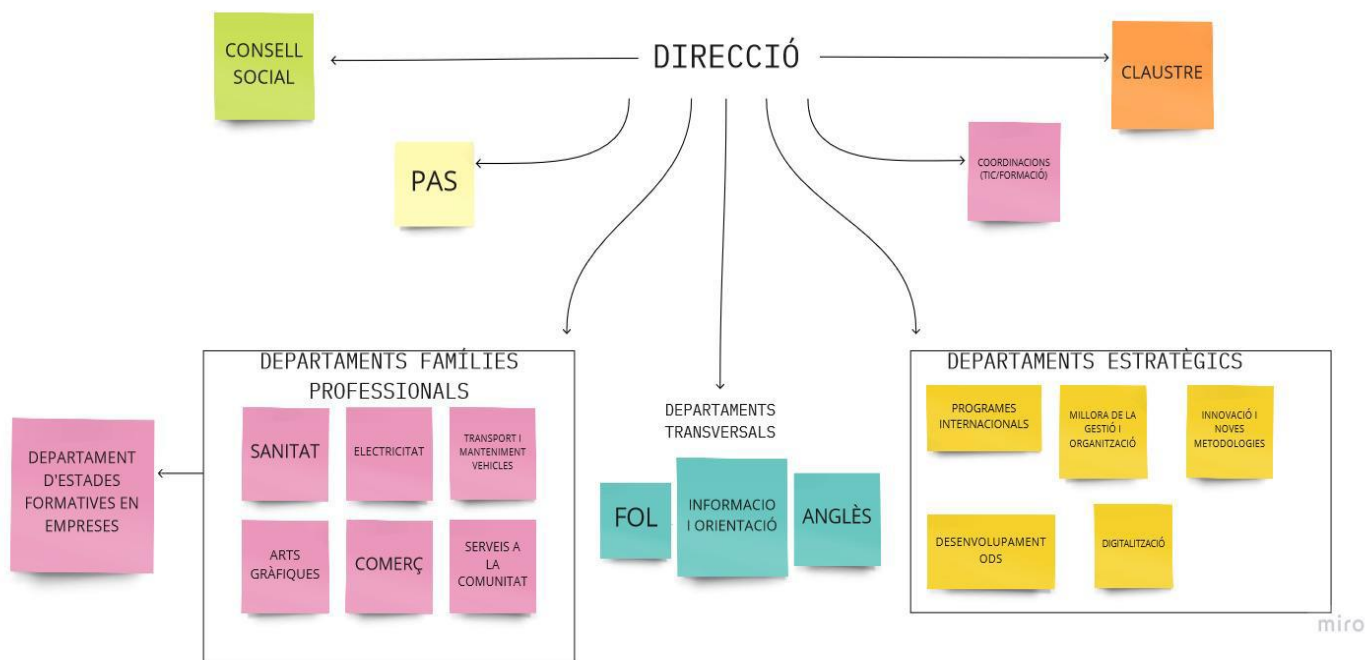 CONSELL
SOCIAL
DIRECCIÓ
CLAUSTRE
PAS
COORDINACIONS
(TIC/FORMACIÓ)
DEPARTAMENTS FAMÍLIES
PROFESSIONALS
SANITAT
ELECTRICITAT
TRANSPORT I
MANTENIMENT
VEHICLES
ARTS
GRÀFIQUES
COMERÇ
SERVEIS A
LA
COMUNITAT
DEPARTAMENT
D'ESTADES
FORMATIVES EN
EMPRESES
DEPARTAMENTS
TRANSVERSALS
FOL
INFORMACIO
I ORIENTACIÓ
ANGLÈS
DEPARTAMENTS ESTRATÈGICS
PROGRAMES
INTERNACIONALS
MILLORA DE LA
GESTIÓ I
ORGANITZACIÓ
INNOVACIÓ I
NOVES
METODOLOGIES
DESENVOLUPAMENT
ODS
DIGITALITZACIÓ
miro